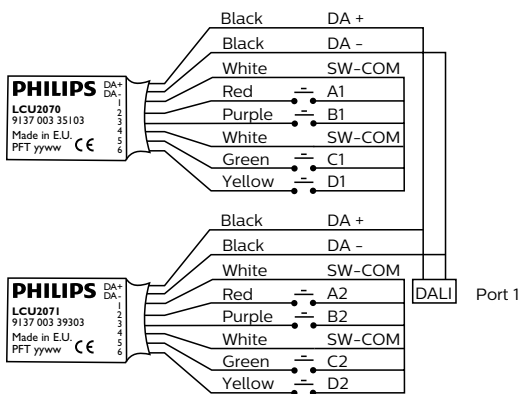 Black DA +
Black DA -
White SW-COM
Red A1
Purple B1
White SW-COM
Green C1
Yellow D1
PHILIPS DA+
DA-
LCU2070 1
9137 003 35103 2
3
Made in E.U. 4
PFT yyww CE 5
6
Black DA +
Black DA -
White SW-COM
Red A2
Purple B2
White SW-COM
Green C2
Yellow D2
PHILIPS DA+
DA-
LCU2071 1
9137 003 39303 2
3
Made in E.U. 4
PFT yyww CE 5
6
DALI Port 1